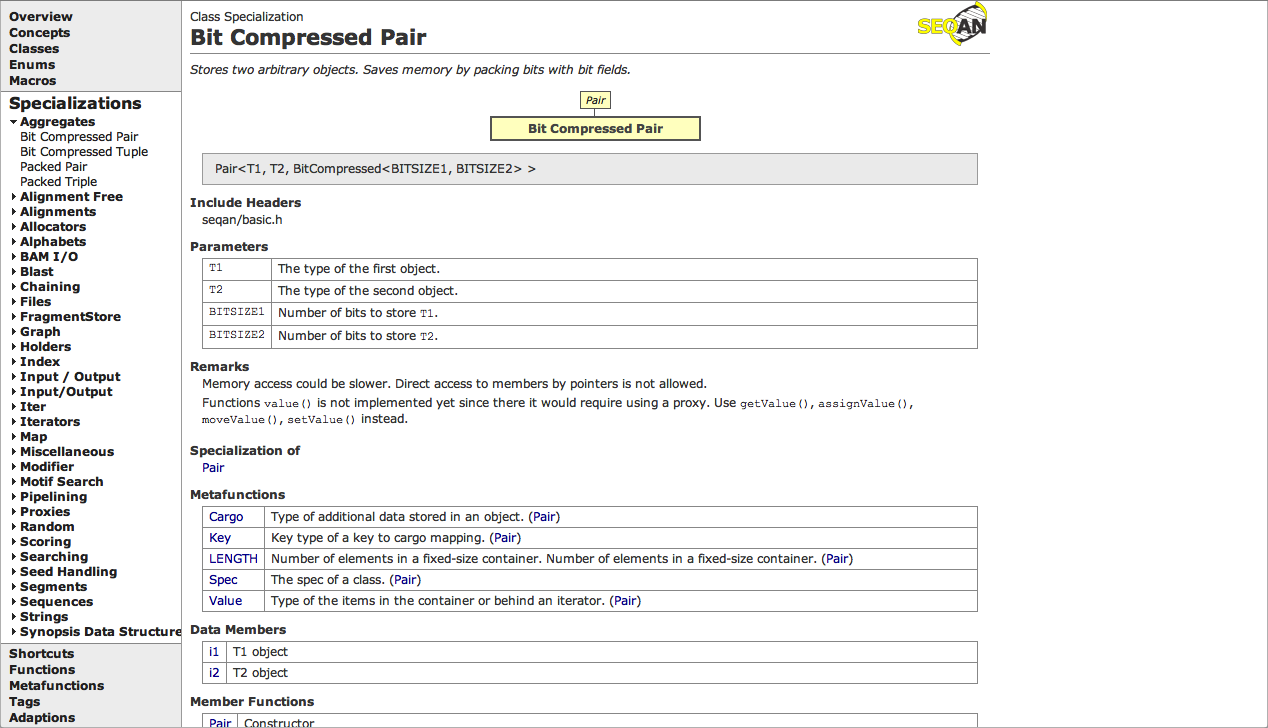 Overview
Concepts
Classes
Enums
Macros
Specializations
Aggregates
Bit Compressed Pair
Bit Compressed Tuple
Packed Pair
Packed Triple
Alignment Free
Alignments
Allocators
Alphabets
BAM I/O
Blast
Chaining
Files
FragmentStore
Graph
Holders
Index
Input / Output
Input/Output
Iter
Iterators
Map
Miscellaneous
Modifier
Motif Search
Pipelining
Proxies
Random
Scoring
Searching
Seed Handling
Segments
Sequences
Strings
Synopsis Data Structure
Shortcuts
Functions
Metafunctions
Tags
Adaptions
Class Specialization
Bit Compressed Pair
SEQAN
Stores two arbitrary objects. Saves memory by packing bits with bit fields.
Pair
Bit Compressed Pair
Pair<T1, T2, BitCompressed<BITSIZE1, BITSIZE2> >
Include Headers
seqan/basic.h
Parameters
T1 The type of the first object.
T2 The type of the second object.
BITSIZE1 Number of bits to store T1.
BITSIZE2 Number of bits to store T2.
Remarks
Memory access could be slower. Direct access to members by pointers is not allowed.
Functions value() is not implemented yet since there it would require using a proxy. Use getValue(), assignValue(),
moveValue(), setValue() instead.
Specialization of
Pair
Metafunctions
Cargo Type of additional data stored in an object. (Pair)
Key Key type of a key to cargo mapping. (Pair)
LENGTH Number of elements in a fixed-size container. Number of elements in a fixed-size container. (Pair)
Spec The spec of a class. (Pair)
Value Type of the items in the container or behind an iterator. (Pair)
Data Members
i1 T1 object
i2 T2 object
Member Functions
Pair Constructor